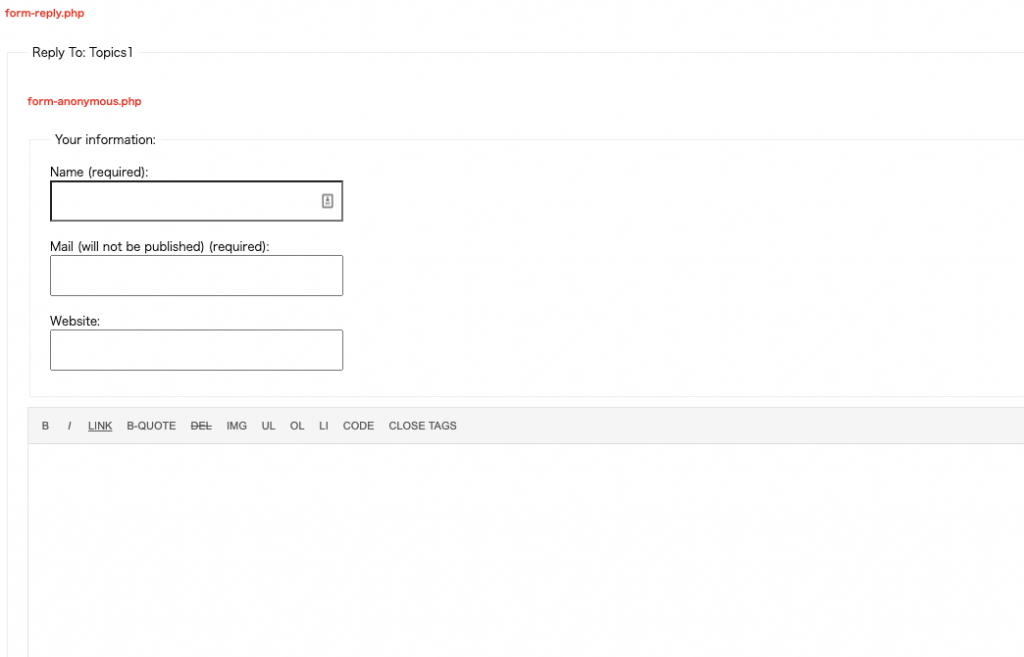 form-reply.php
Reply To: Topics1
form-anonymous.php
Your information:
Name (required):
Mail (will not be published) (required):
Website:
B I LINK B-QUOTE DEL IMG UL OL LI CODE CLOSE TAGS